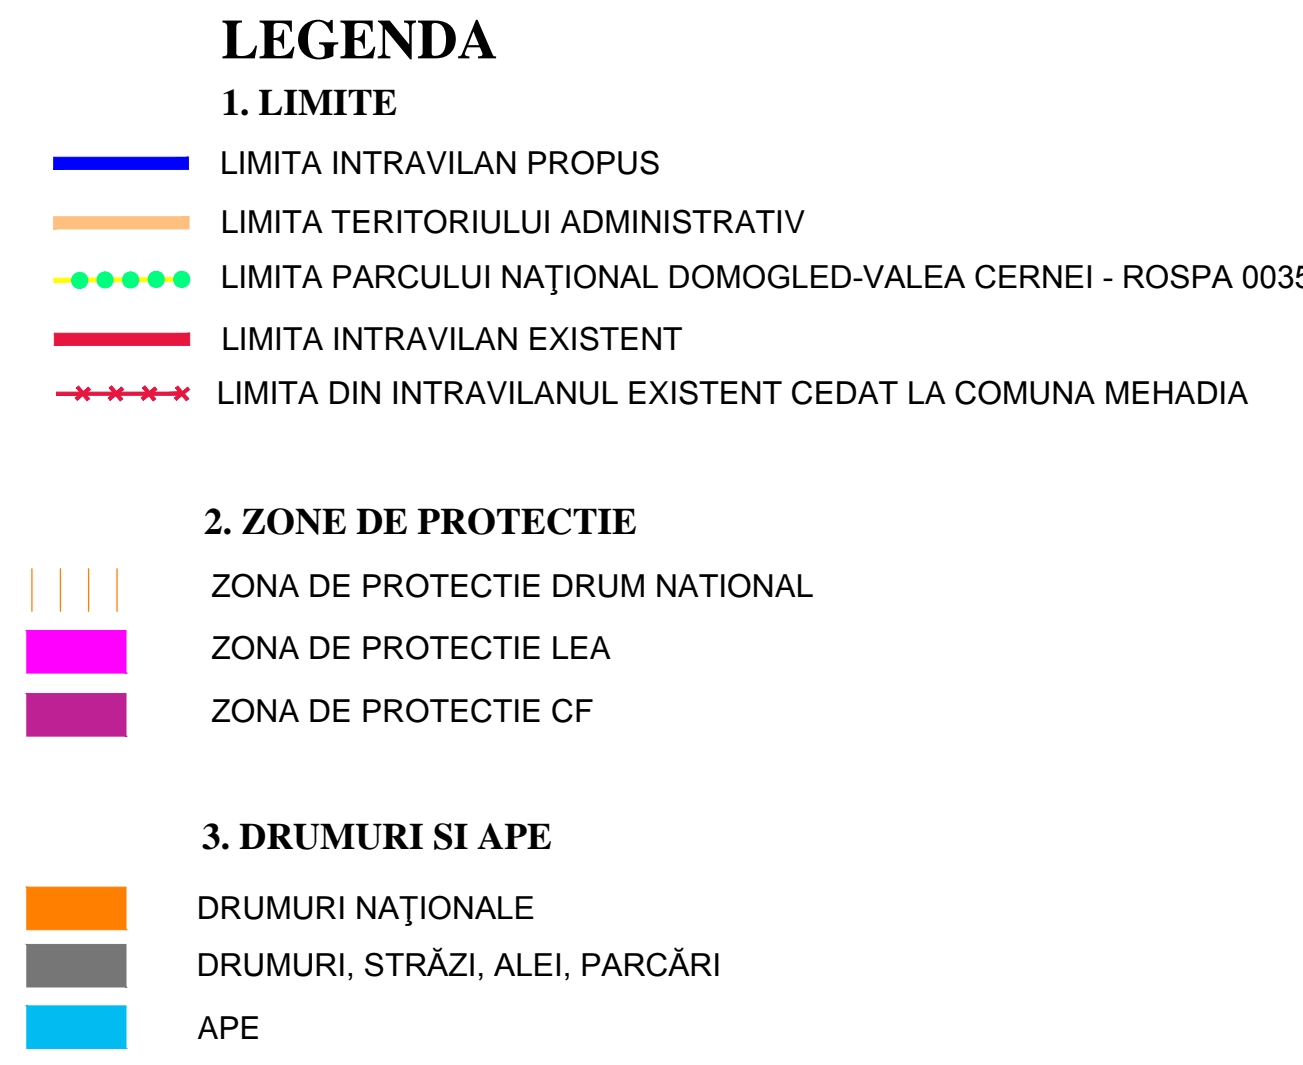 LEGENDA
1. LIMITE
LIMITA INTRAVILAN PROPUS
LIMITA TERITORIULUI ADMINISTRATIV
LIMITA PARCULUI NAŢIONAL DOMOGLED-VALEA CERNEI - ROSPA 0035
LIMITA INTRAVILAN EXISTENT
LIMITA DIN INTRAVILANUL EXISTENT CEDAT LA COMUNA MEHADIA
2. ZONE DE PROTECTIE
ZONA DE PROTECTIE DRUM NATIONAL
ZONA DE PROTECTIE LEA
ZONA DE PROTECTIE CF
3. DRUMURI SI APE
DRUMURI NAŢIONALE
DRUMURI, STRĂZI, ALEI, PARCĂRI
APE